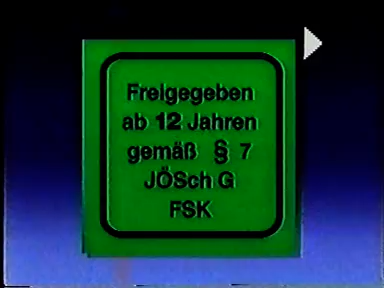 Freigegeben
ab 12 Jahren
gemäß § 7
JÖSch G
FSK